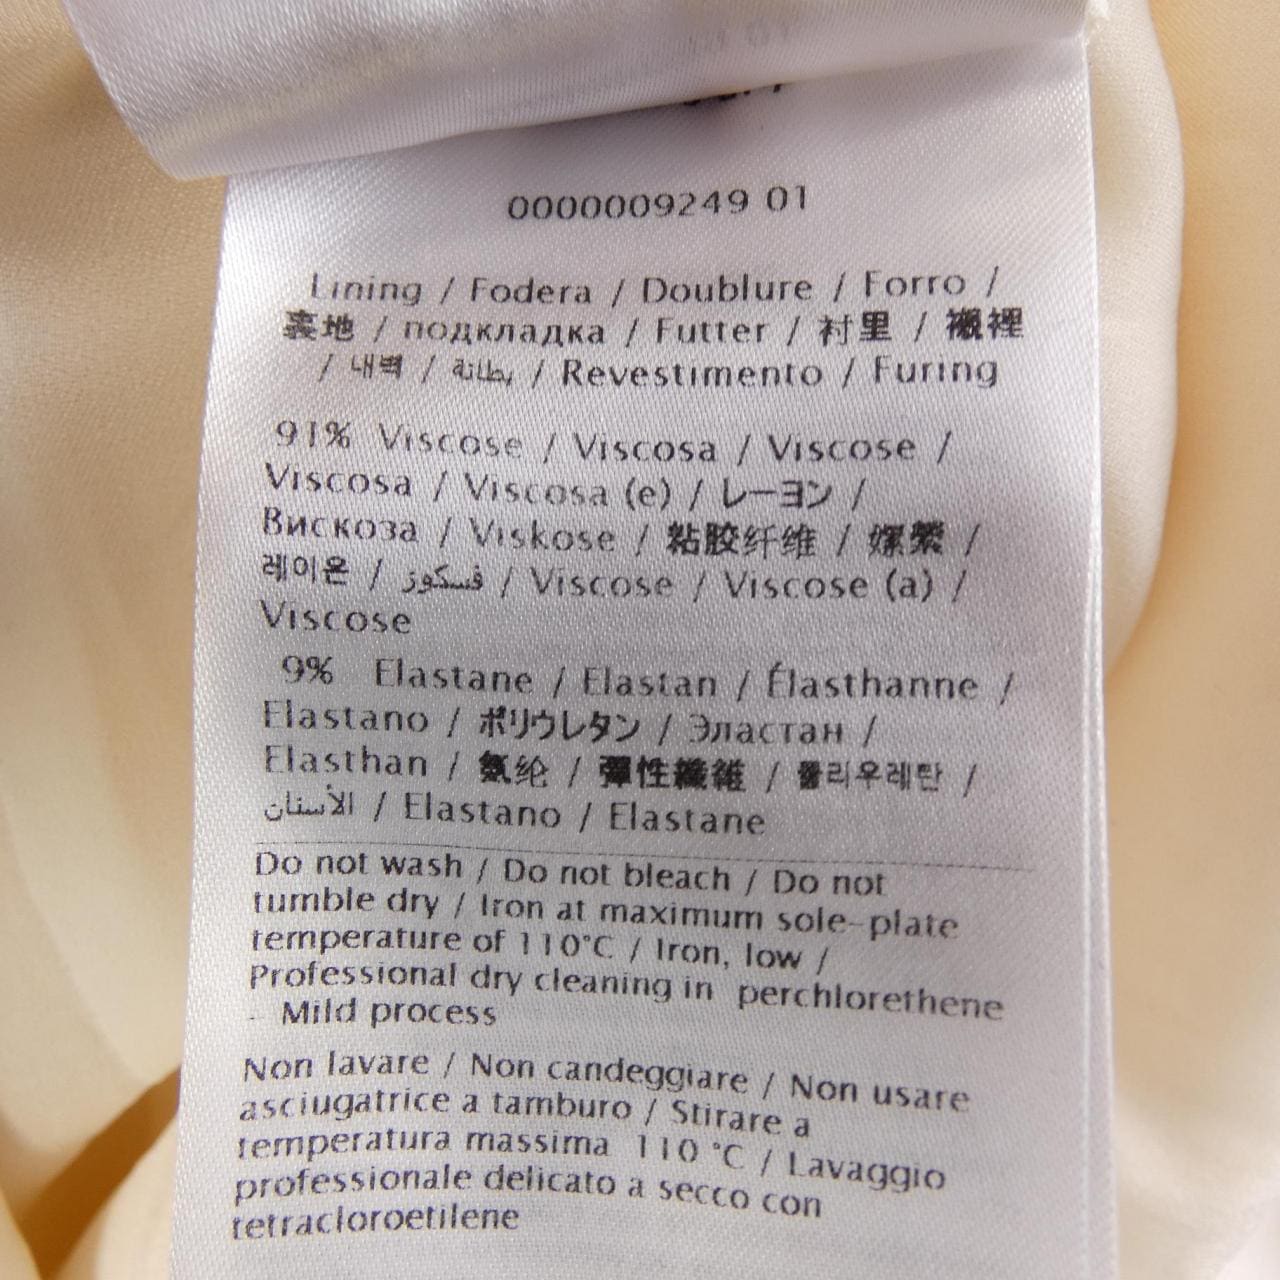 0000009249 01
Lining / Fodera / Doublure / Forro /
裏地 / подкладка / Futter / 衬里 / 襯裡
/ 내벽 / بطانة / Revestimento / Furing
91% Viscose / Viscosa / Viscose /
Viscosa / Viscosa (e) / レーヨン /
Вискоза / Viskose / 粘胶纤维 / 嫘縈 /
레이온 / فسكوز / Viscose / Viscose (a) /
Viscose
9% Elastane / Elastan / Élasthanne /
Elastano / ポリウレタン / Эластан /
Elasthan / 氨纶 / 彈性纖維 / 폴리우레탄 /
الأستان / Elastano / Elastane
Do not wash / Do not bleach / Do not
tumble dry / Iron at maximum sole-plate
temperature of 110°C / Iron, low /
Professional dry cleaning in perchlorethene
- Mild process
Non lavare / Non candeggiare / Non usare
asciugatrice a tamburo / Stirare a
temperatura massima 110 °C / Lavaggio
professionale delicato a secco con
tetracloroetilene